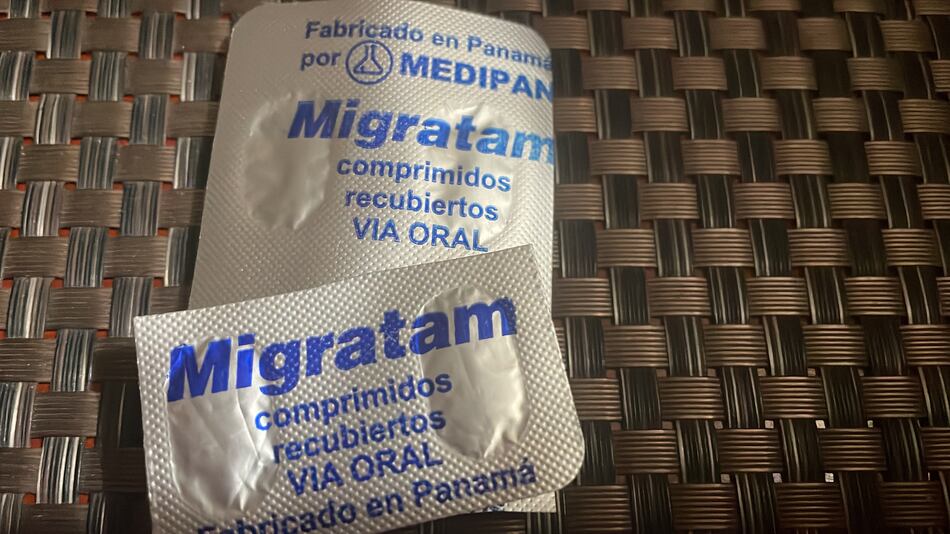 Fabricado en Panamá
por MEDIPAN
Migratam
comprimidos
recubiertos
VIA ORAL
Migratam
comprimidos
recubiertos
VIA ORAL
Fabricado en Panamá